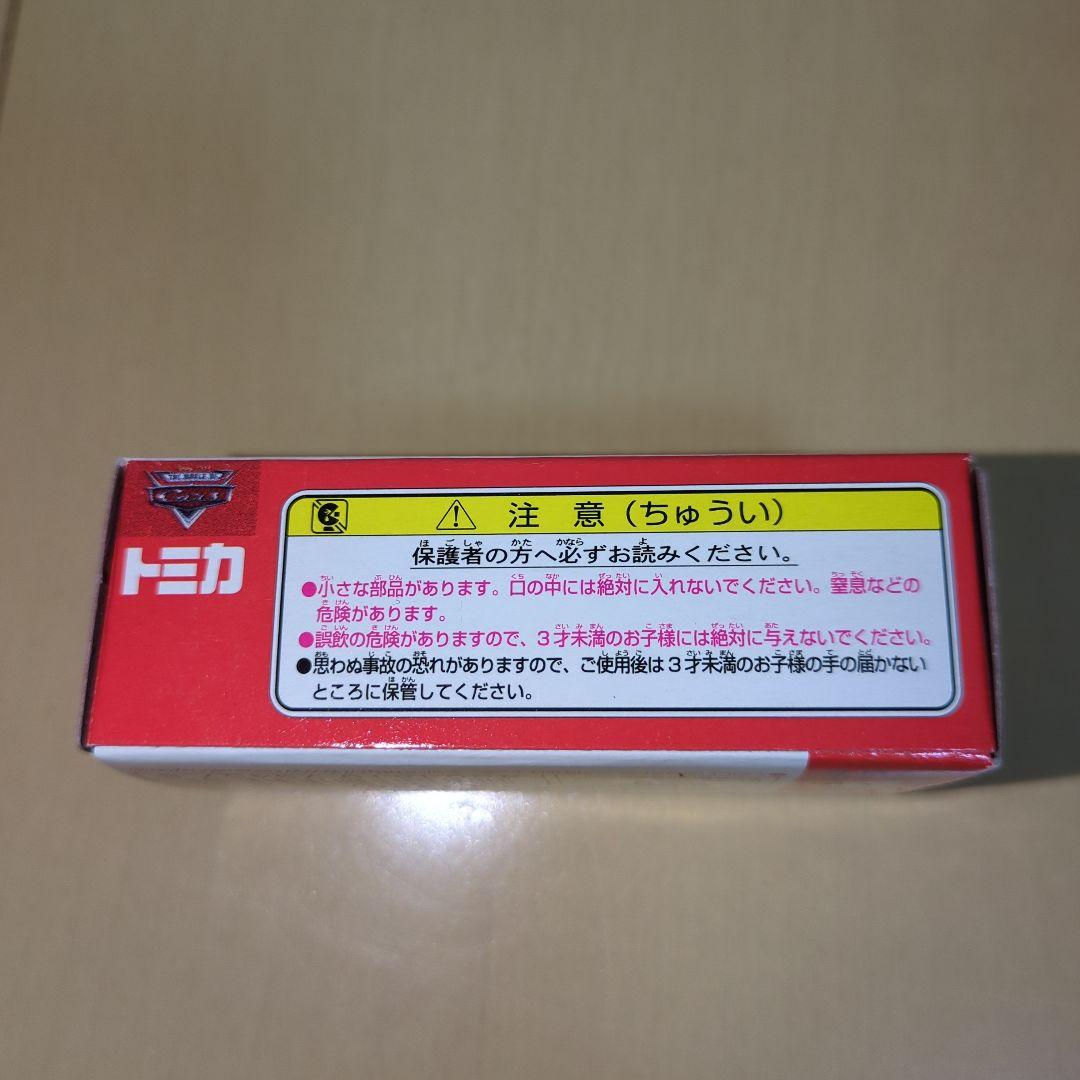 THE WORLD OF
Cars
トミカ
注 意（ちゅうい）
保護者の方へ必ずお読みください。
●小さな部品があります。口の中には絶対に入れないでください。窒息などの
危険があります。
●誤飲の危険がありますので、3才未満のお子様には絶対に与えないでください。
●思わぬ事故の恐れがありますので、ご使用後は3才未満のお子様の手の届かない
ところに保管してください。